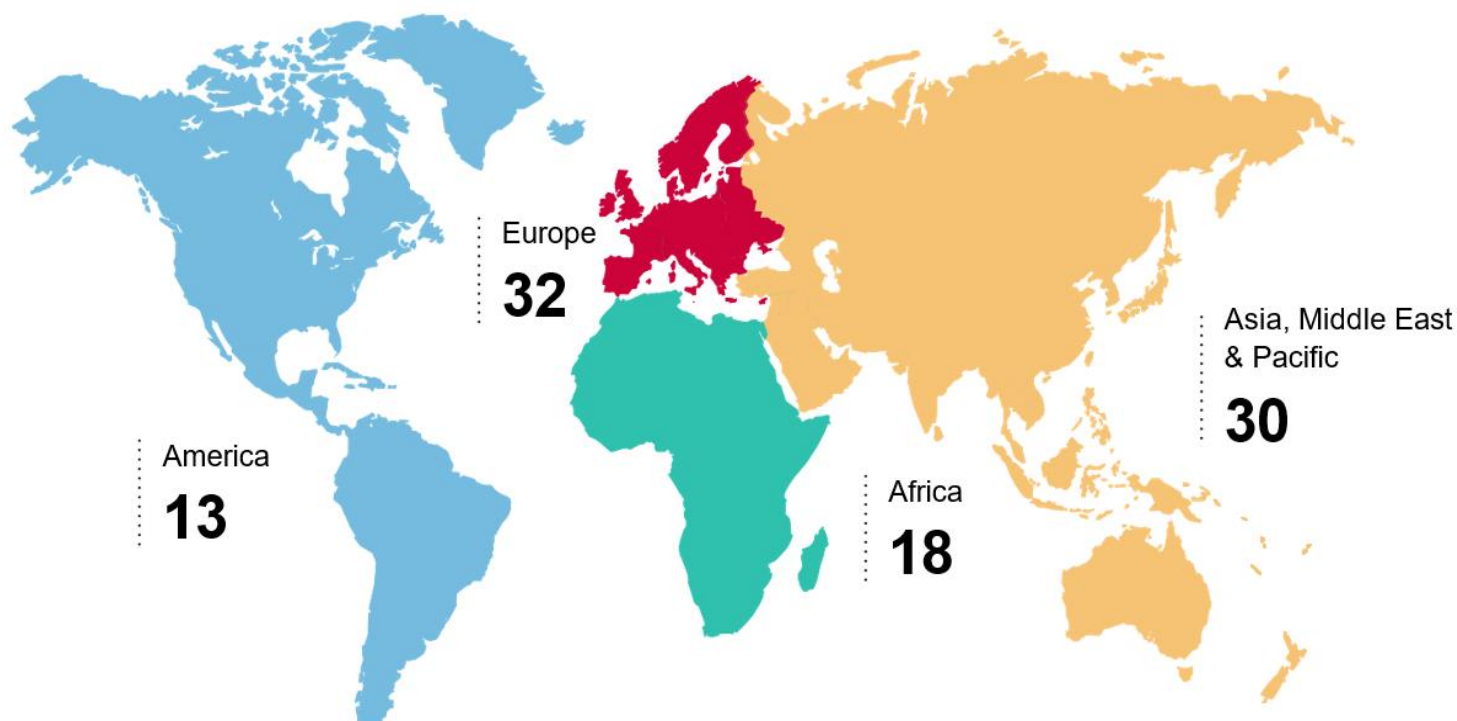 Europe
32
Asia, Middle East
& Pacific
30
America
13
Africa
18